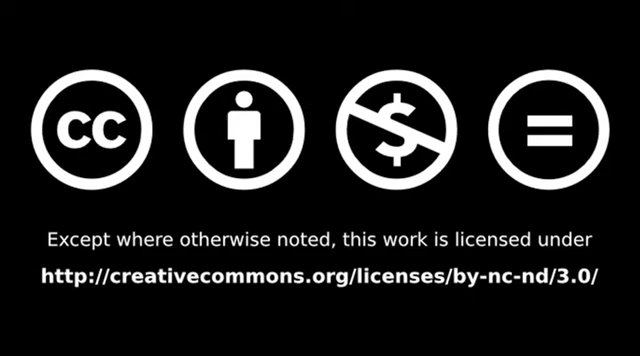 cc
$
=
Except where otherwise noted, this work is licensed under
http://creativecommons.org/licenses/by-nc-nd/3.0/